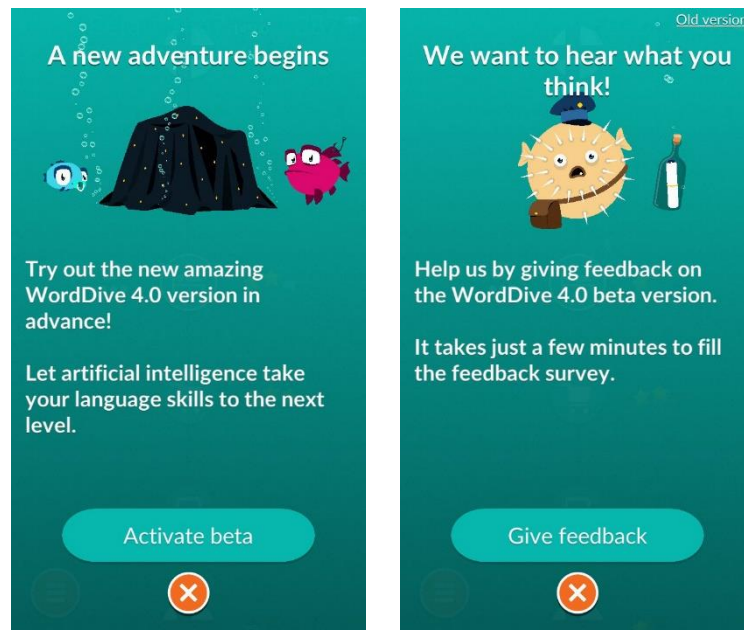 A new adventure begins
Try out the new amazing
WordDive 4.0 version in
advance!
Let artificial intelligence take
your language skills to the next
level.
Activate beta
Old version
We want to hear what you
think!
Help us by giving feedback on
the WordDive 4.0 beta version.
It takes just a few minutes to fill
the feedback survey.
Give feedback